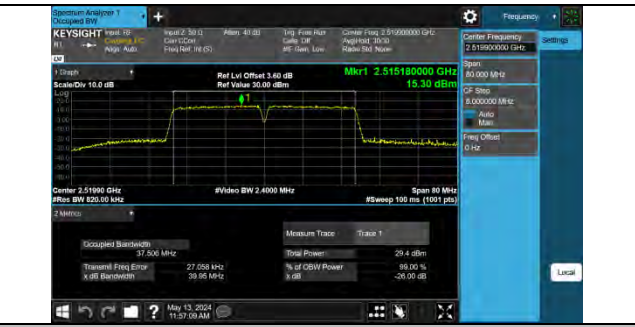 Spectrum Analyzer 1
Occupied BW
+
Frequency
KEYSIGHT
Input: RF
Input Z: 50 Ω
Atten: 40 dB
Trig: Free Run
Center Freq: 2.519900000 GHz
Align: Auto
Freq Ref: Int (S)
Gate: Off
Avg|Hold: 30/30
#IF Gain: Low
Radio Std: None
LW
1 Graph
Scale/Div 10.0 dB
Ref Lvl Offset 3.60 dB
Ref Value 30.00 dBm
Mkr1 2.515180000 GHz
15.30 dBm
Log
1
Center 2.51990 GHz
#Res BW 820.00 kHz
#Video BW 2.4000 MHz
Span 80 MHz
#Sweep 100 ms (1001 pts)
2 Metrics
Measure Trace
Trace 1
Occupied Bandwidth
37.506 MHz
Total Power
29.4 dBm
Transmit Freq Error
27.058 kHz
% of OBW Power
99.00 %
x dB Bandwidth
39.95 MHz
x dB
-26.00 dB
Center Frequency
2.519900000 GHz
Settings
Span
80.000 MHz
CF Step
8.000000 MHz
Auto
Man
Freq Offset
0 Hz
Local
?
May 13, 2024
11:57:09 AM